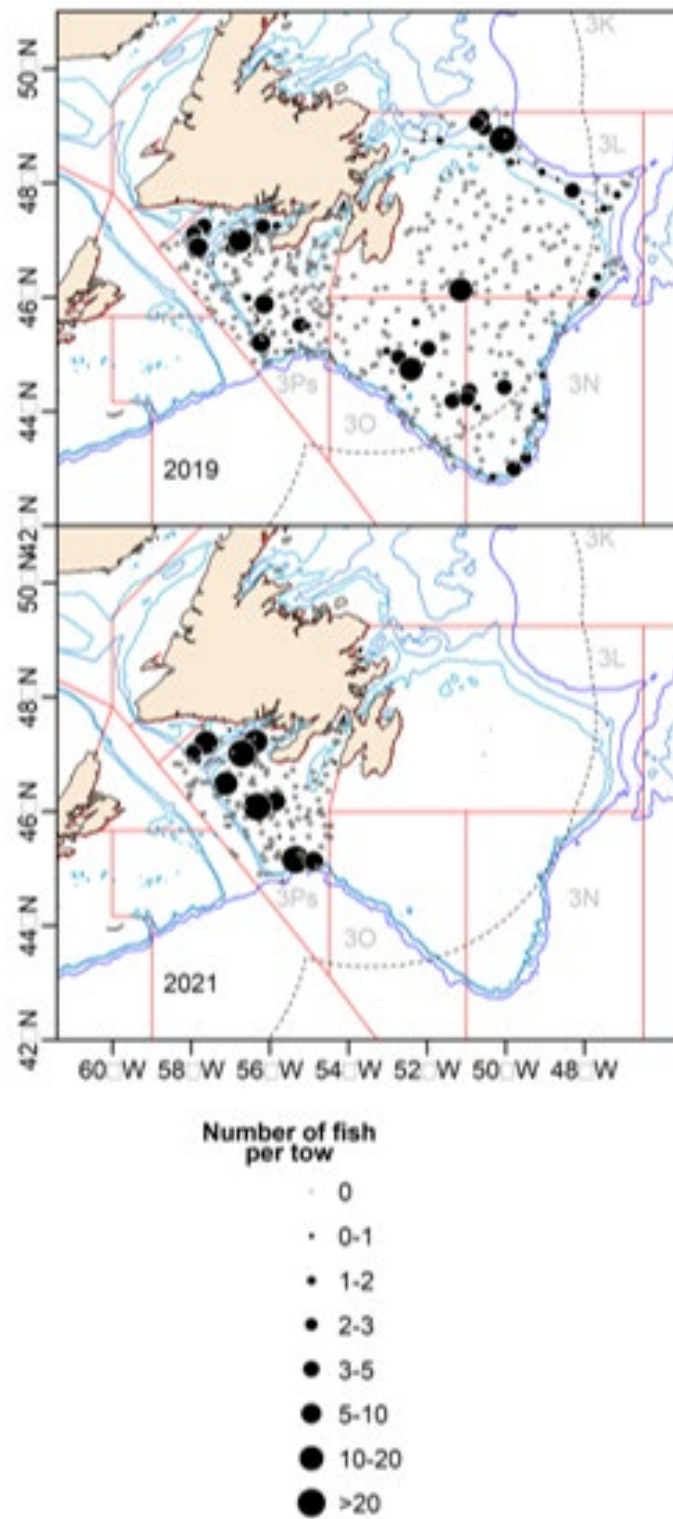 50□N
48□N
46□N
44□N
42□N
3K
3L
3Ps
3O
3N
2019
42□N
50□N
48□N
46□N
44□N
42□N
3K
3L
3Ps
3O
3N
2021
60□W 58□W 56□W 54□W 52□W 50□W 48□W
Number of fish
per tow
0
0-1
1-2
2-3
3-5
5-10
10-20
>20